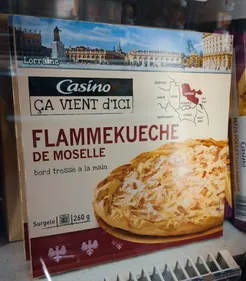 Lorraine
Casino
ÇA VIENT d'ICI
FLAMMEKUECHE
DE MOSELLE
bord tressé à la main
Surgelé
260 g